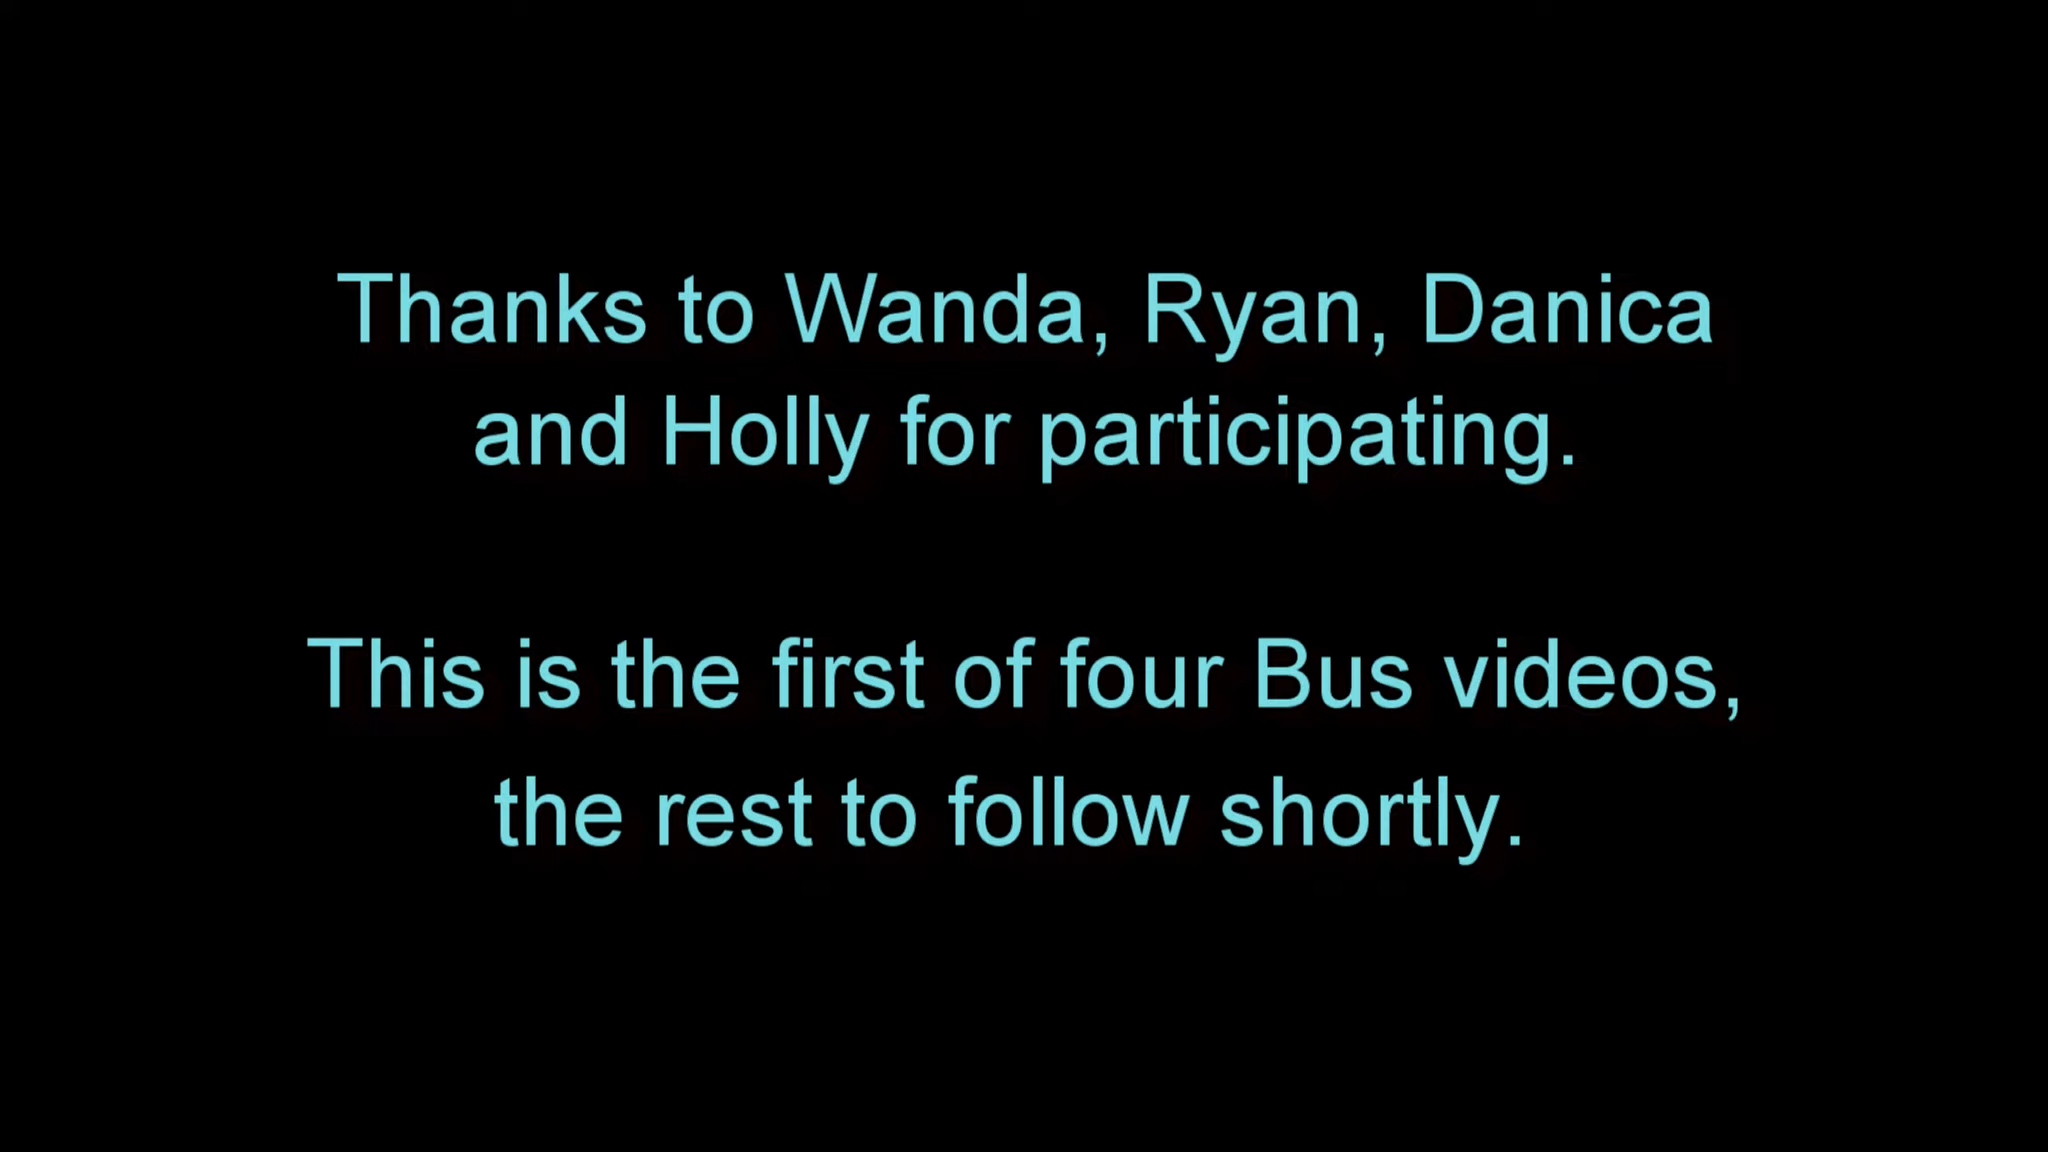 Thanks to Wanda, Ryan, Danica
and Holly for participating.
This is the first of four Bus videos,
the rest to follow shortly.